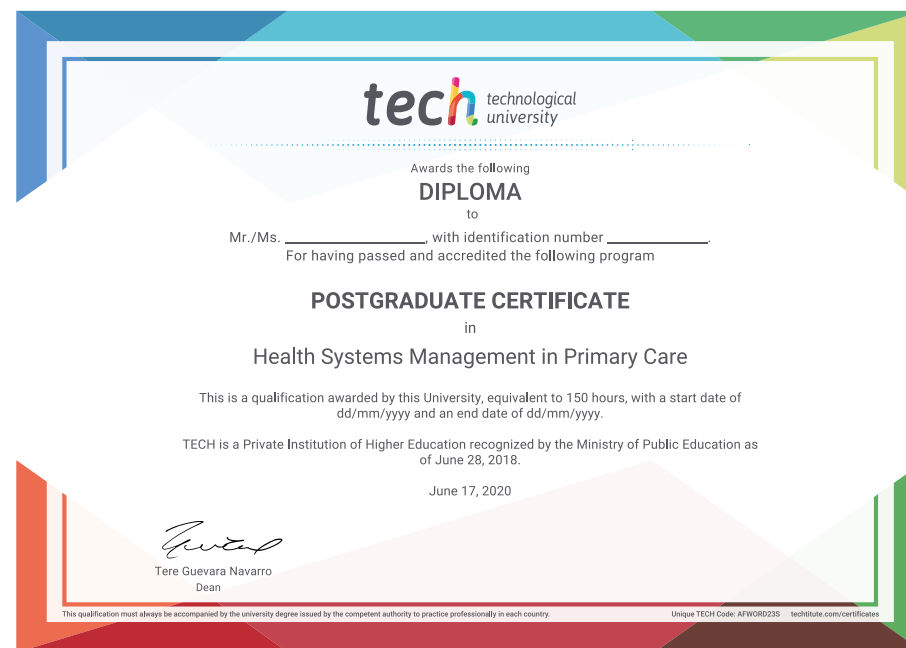 tech technological
university
Awards the following
DIPLOMA
to
Mr./Ms. ____________________, with identification number ______________.
For having passed and accredited the following program
POSTGRADUATE CERTIFICATE
in
Health Systems Management in Primary Care
This is a qualification awarded by this University, equivalent to 150 hours, with a start date of
dd/mm/yyyy and an end date of dd/mm/yyyy.
TECH is a Private Institution of Higher Education recognized by the Ministry of Public Education as
of June 28, 2018.
June 17, 2020
Tere Guevara Navarro
Dean
This qualification must always be accompanied by the university degree issued by the competent authority to practice professionally in each country. Unique TECH Code: AFWORD23S techtitute.com/certificates